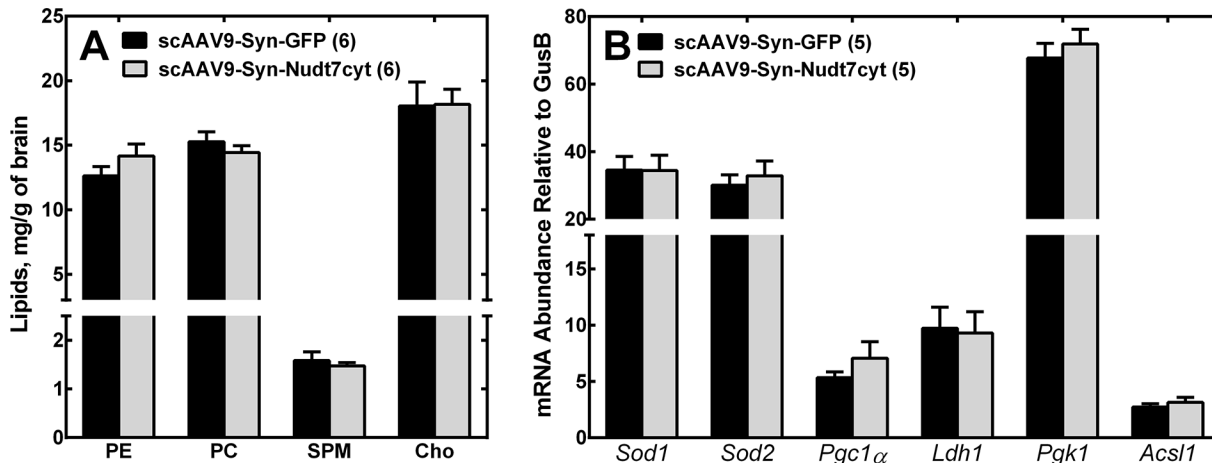 A
scAAV9-Syn-GFP (6)
scAAV9-Syn-Nudt7cyt (6)
Lipids, mg/g of brain
25
20
15
10
5
2
1
0
PE PC SPM Cho
B
scAAV9-Syn-GFP (5)
scAAV9-Syn-Nudt7cyt (5)
mRNA Abundance Relative to GusB
80
60
40
20
15
10
5
0
Sod1 Sod2 Pgc1α Ldh1 Pgk1 Acsl1